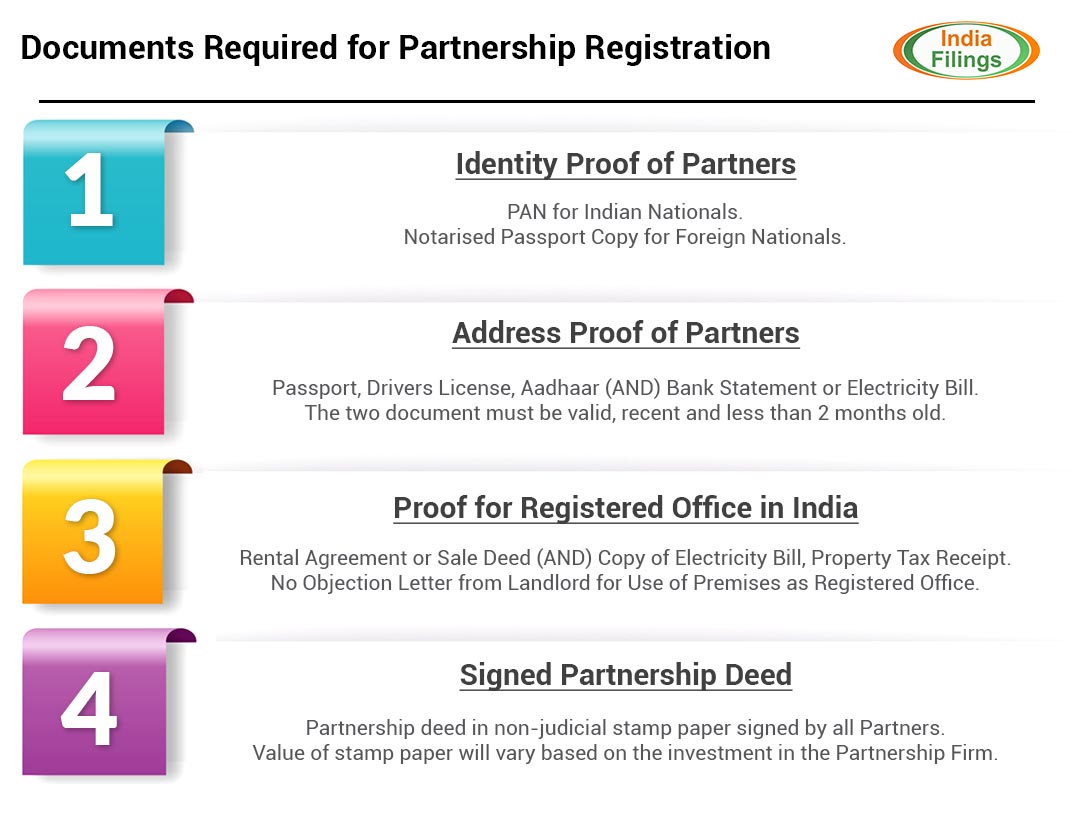 Documents Required for Partnership Registration
India
Filings
1
Identity Proof of Partners
PAN for Indian Nationals.
Notarised Passport Copy for Foreign Nationals.
2
Address Proof of Partners
Passport, Drivers License, Aadhaar (AND) Bank Statement or Electricity Bill.
The two document must be valid, recent and less than 2 months old.
3
Proof for Registered Office in India
Rental Agreement or Sale Deed (AND) Copy of Electricity Bill, Property Tax Receipt.
No Objection Letter from Landlord for Use of Premises as Registered Office.
4
Signed Partnership Deed
Partnership deed in non-judicial stamp paper signed by all Partners.
Value of stamp paper will vary based on the investment in the Partnership Firm.